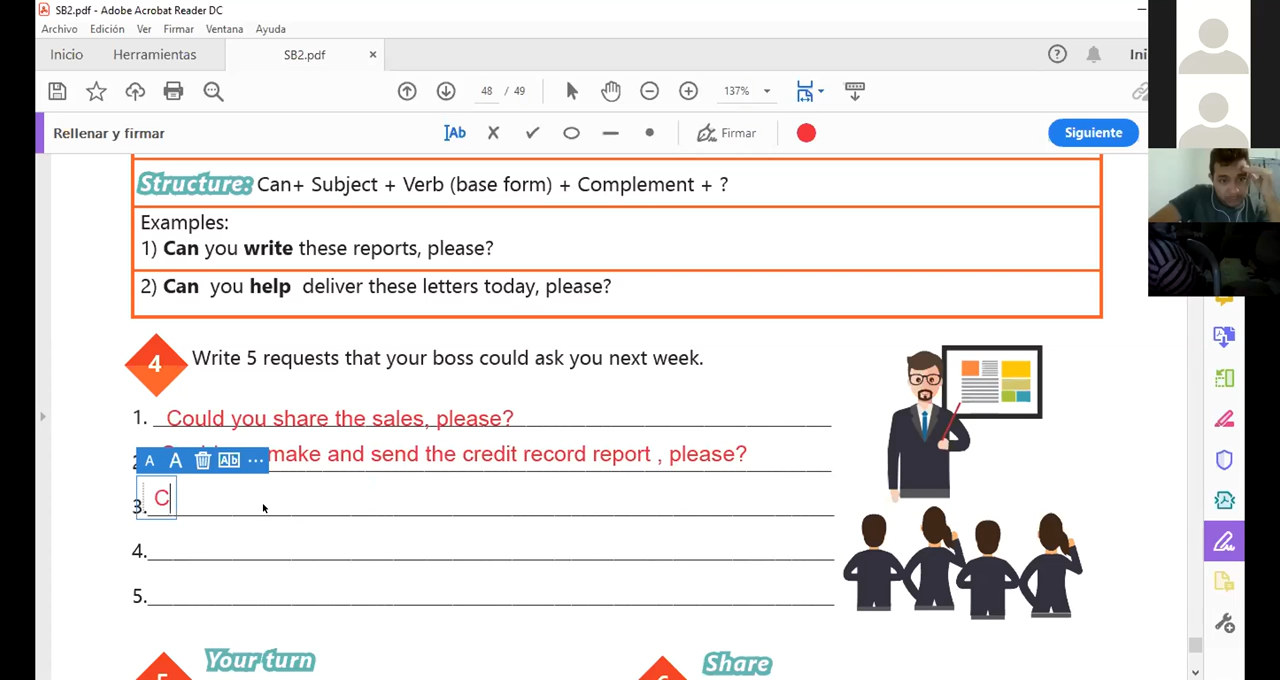 SB2.pdf - Adobe Acrobat Reader DC
Archivo Edición Ver Firmar Ventana Ayuda
Inicio Herramientas SB2.pdf × ? Ini
48 / 49 137%
Rellenar y firmar Ab Firmar Siguiente
Structure: Can+ Subject + Verb (base form) + Complement + ?
Examples:
1) Can you write these reports, please?
2) Can you help deliver these letters today, please?
4 Write 5 requests that your boss could ask you next week.
1. Could you share the sales, please?
make and send the credit record report , please?
A A Ab ...
3. C
4.
5.
Your turn Share